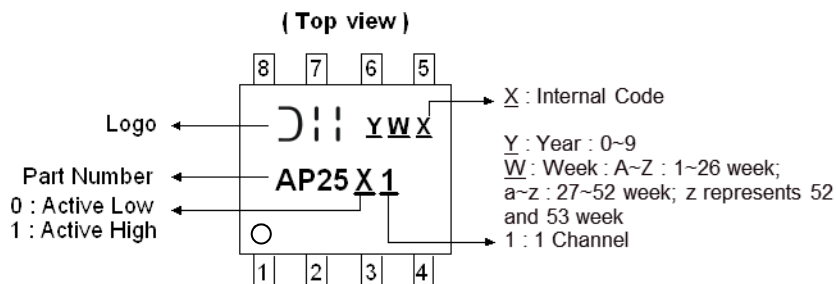 ( Top view )
8 7 6 5
Logo
Y W X
X : Internal Code
Part Number
AP25 X 1
0 : Active Low
1 : Active High
Y : Year : 0~9
W : Week : A~Z : 1~26 week;
a~z : 27~52 week; z represents 52
and 53 week
1 : 1 Channel
1 2 3 4